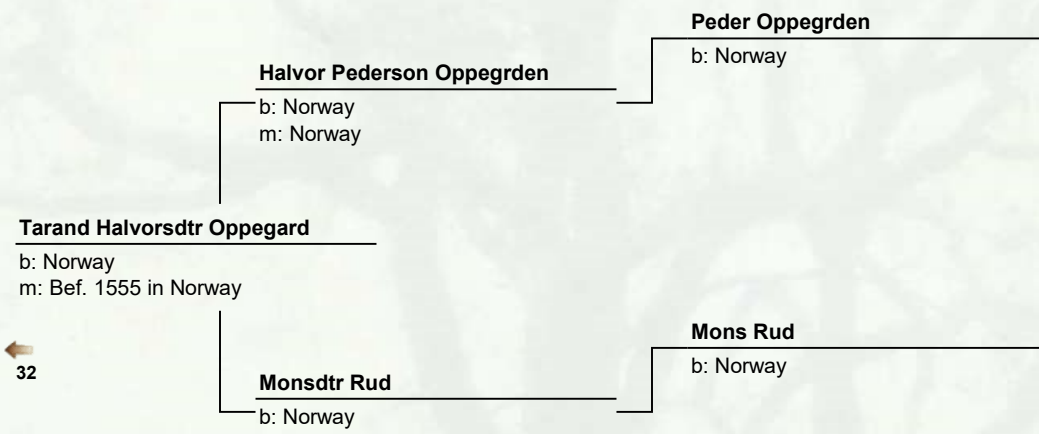 Peder Oppegrden
b: Norway
Halvor Pederson Oppegrden
b: Norway
m: Norway
Tarand Halvorsdtr Oppegard
b: Norway
m: Bef. 1555 in Norway
32
Mons Rud
b: Norway
Monsdtr Rud
b: Norway